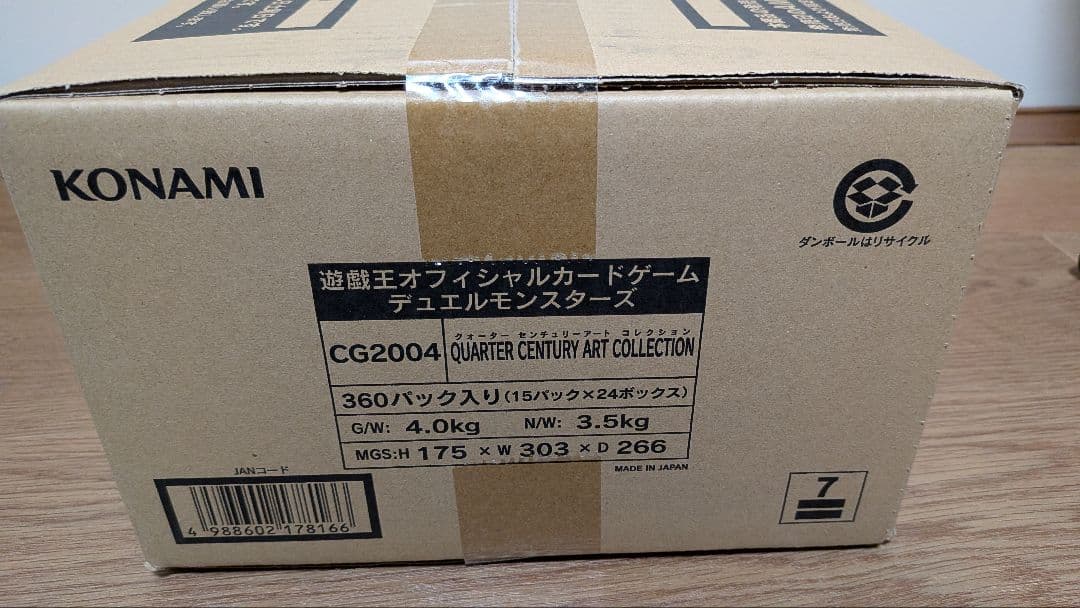 KONAMI
ダンボールはリサイクル
遊戯王オフィシャルカードゲーム
デュエルモンスターズ
クォーター センチュリーアート コレクション
CG2004 QUARTER CENTURY ART COLLECTION
360パック入り(15パック×24ボックス)
G/W: 4.0kg N/W: 3.5kg
MGS:H 175 × W 303 × D 266
MADE IN JAPAN
JANコード
4 988602 178166
7